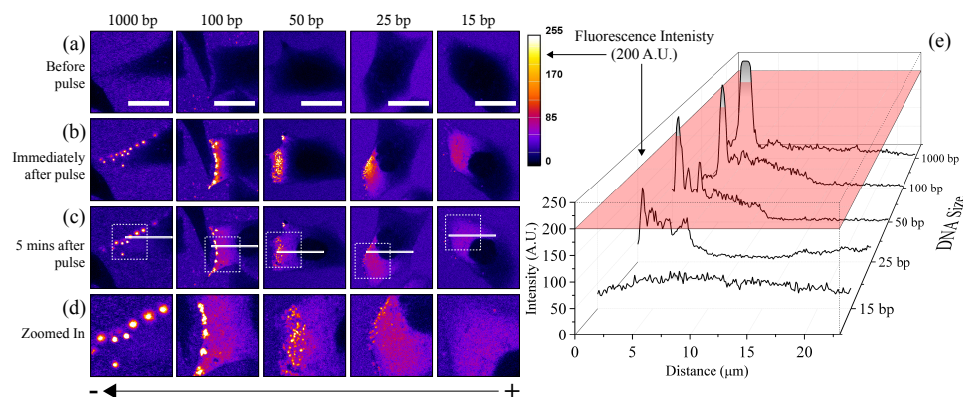 1000 bp 100 bp 50 bp 25 bp 15 bp
(a)
Before
pulse
(b)
Immediately
after pulse
(c)
5 mins after
pulse
(d)
Zoomed In
- +
255
170
85
0
Fluorescence Intenisty
(200 A.U.)
(e)
250
200
150
100
50
0
Intensity (A.U.)
0 5 10 15 20
Distance (μm)
1000 bp
100 bp
50 bp
25 bp
15 bp
DNA Size